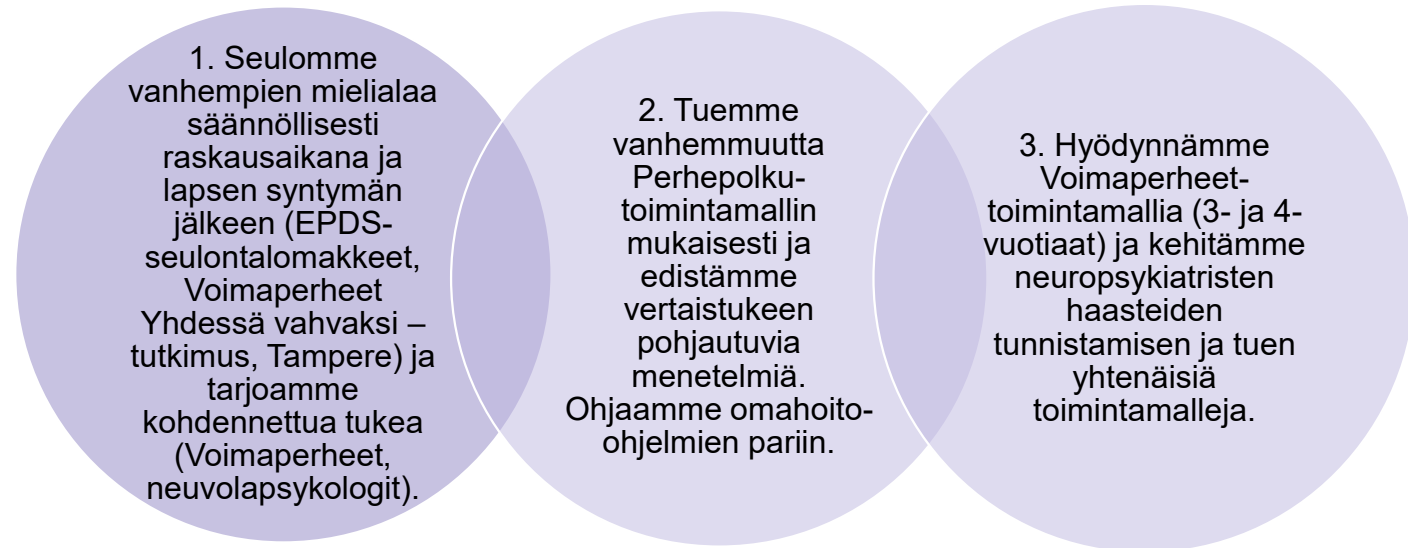 1. Seulomme
vanhempien mielialaa
säännöllisesti
raskausaikana ja
lapsen syntymän
jälkeen (EPDS-
seulontalomakkeet,
Voimaperheet
Yhdessä vahvaksi –
tutkimus, Tampere) ja
tarjoamme
kohdennettua tukea
(Voimaperheet,
neuvolapsykologit).
2. Tuemme
vanhemmuutta
Perhepolku-
toimintamallin
mukaisesti ja
edistämme
vertaistukeen
pohjautuvia
menetelmiä.
Ohjaamme omahoito-
ohjelmien pariin.
3. Hyödynnämme
Voimaperheet-
toimintamallia (3- ja 4-
vuotiaat) ja kehitämme
neuropsykiatristen
haasteiden
tunnistamisen ja tuen
yhtenäisiä
toimintamalleja.